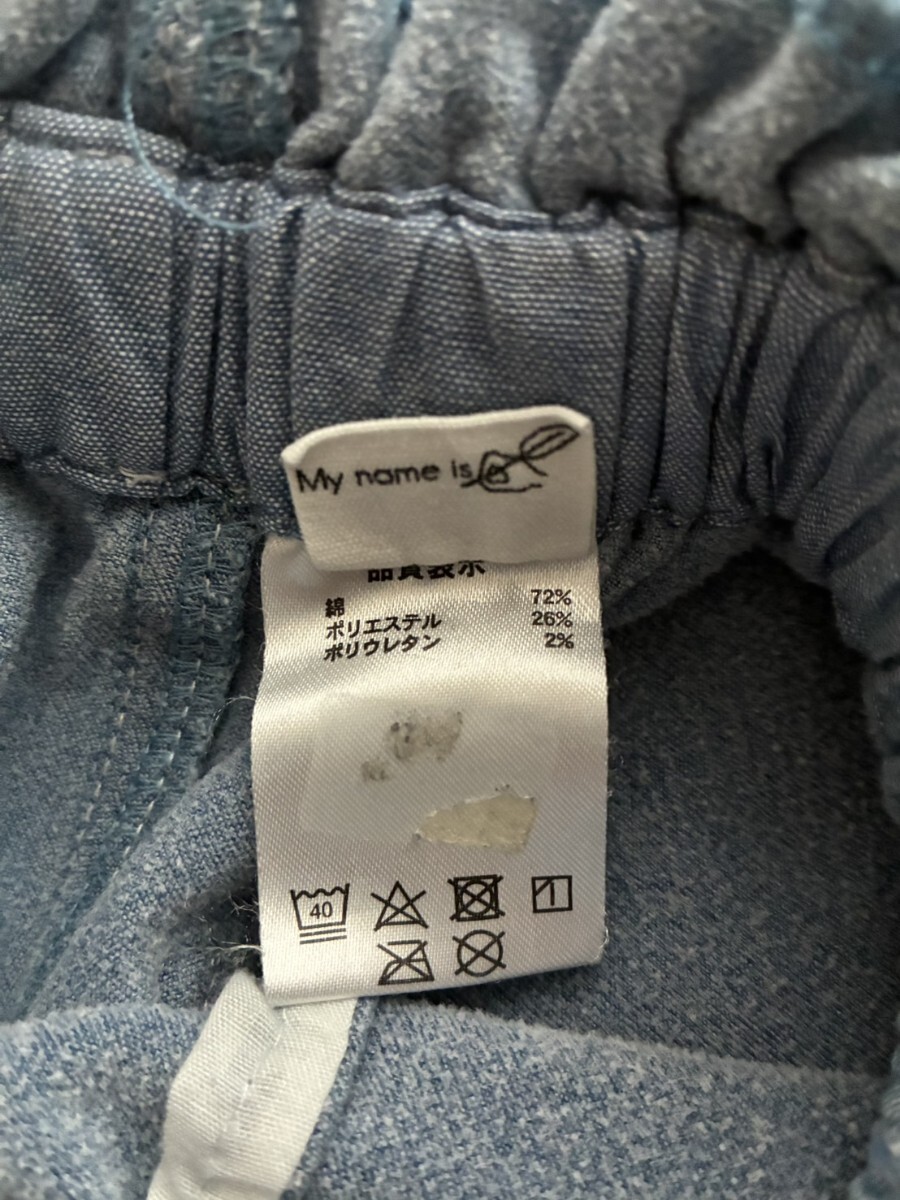 My name is
品質表示
綿 72%
ポリエステル 26%
ポリウレタン 2%
40